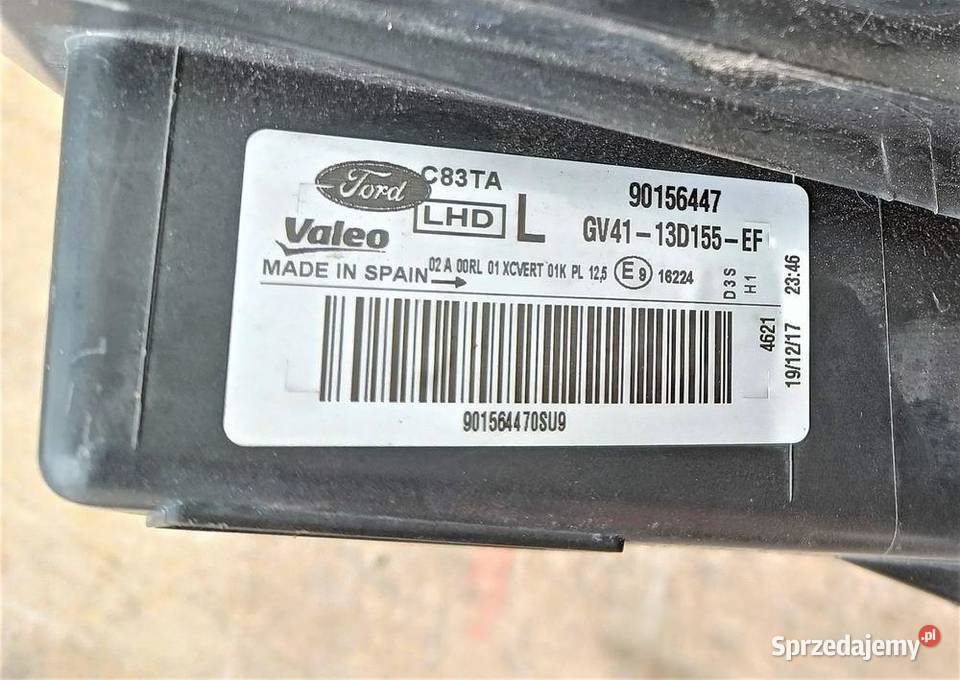 Ford
C83TA
LHD L
Valeo
MADE IN SPAIN
02 A 00RL 01 XCVERT 01K PL 12,5 E9 16224
90156447
GV41-13D155-EF
D3S
H1
4621
19/12/17 23:46
901564470SU9
Sprzedajemy.pl